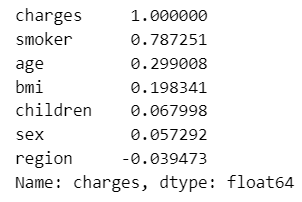 charges     1.000000
smoker      0.787251
age         0.299008
bmi         0.198341
children    0.067998
sex         0.057292
region     -0.039473
Name: charges, dtype: float64